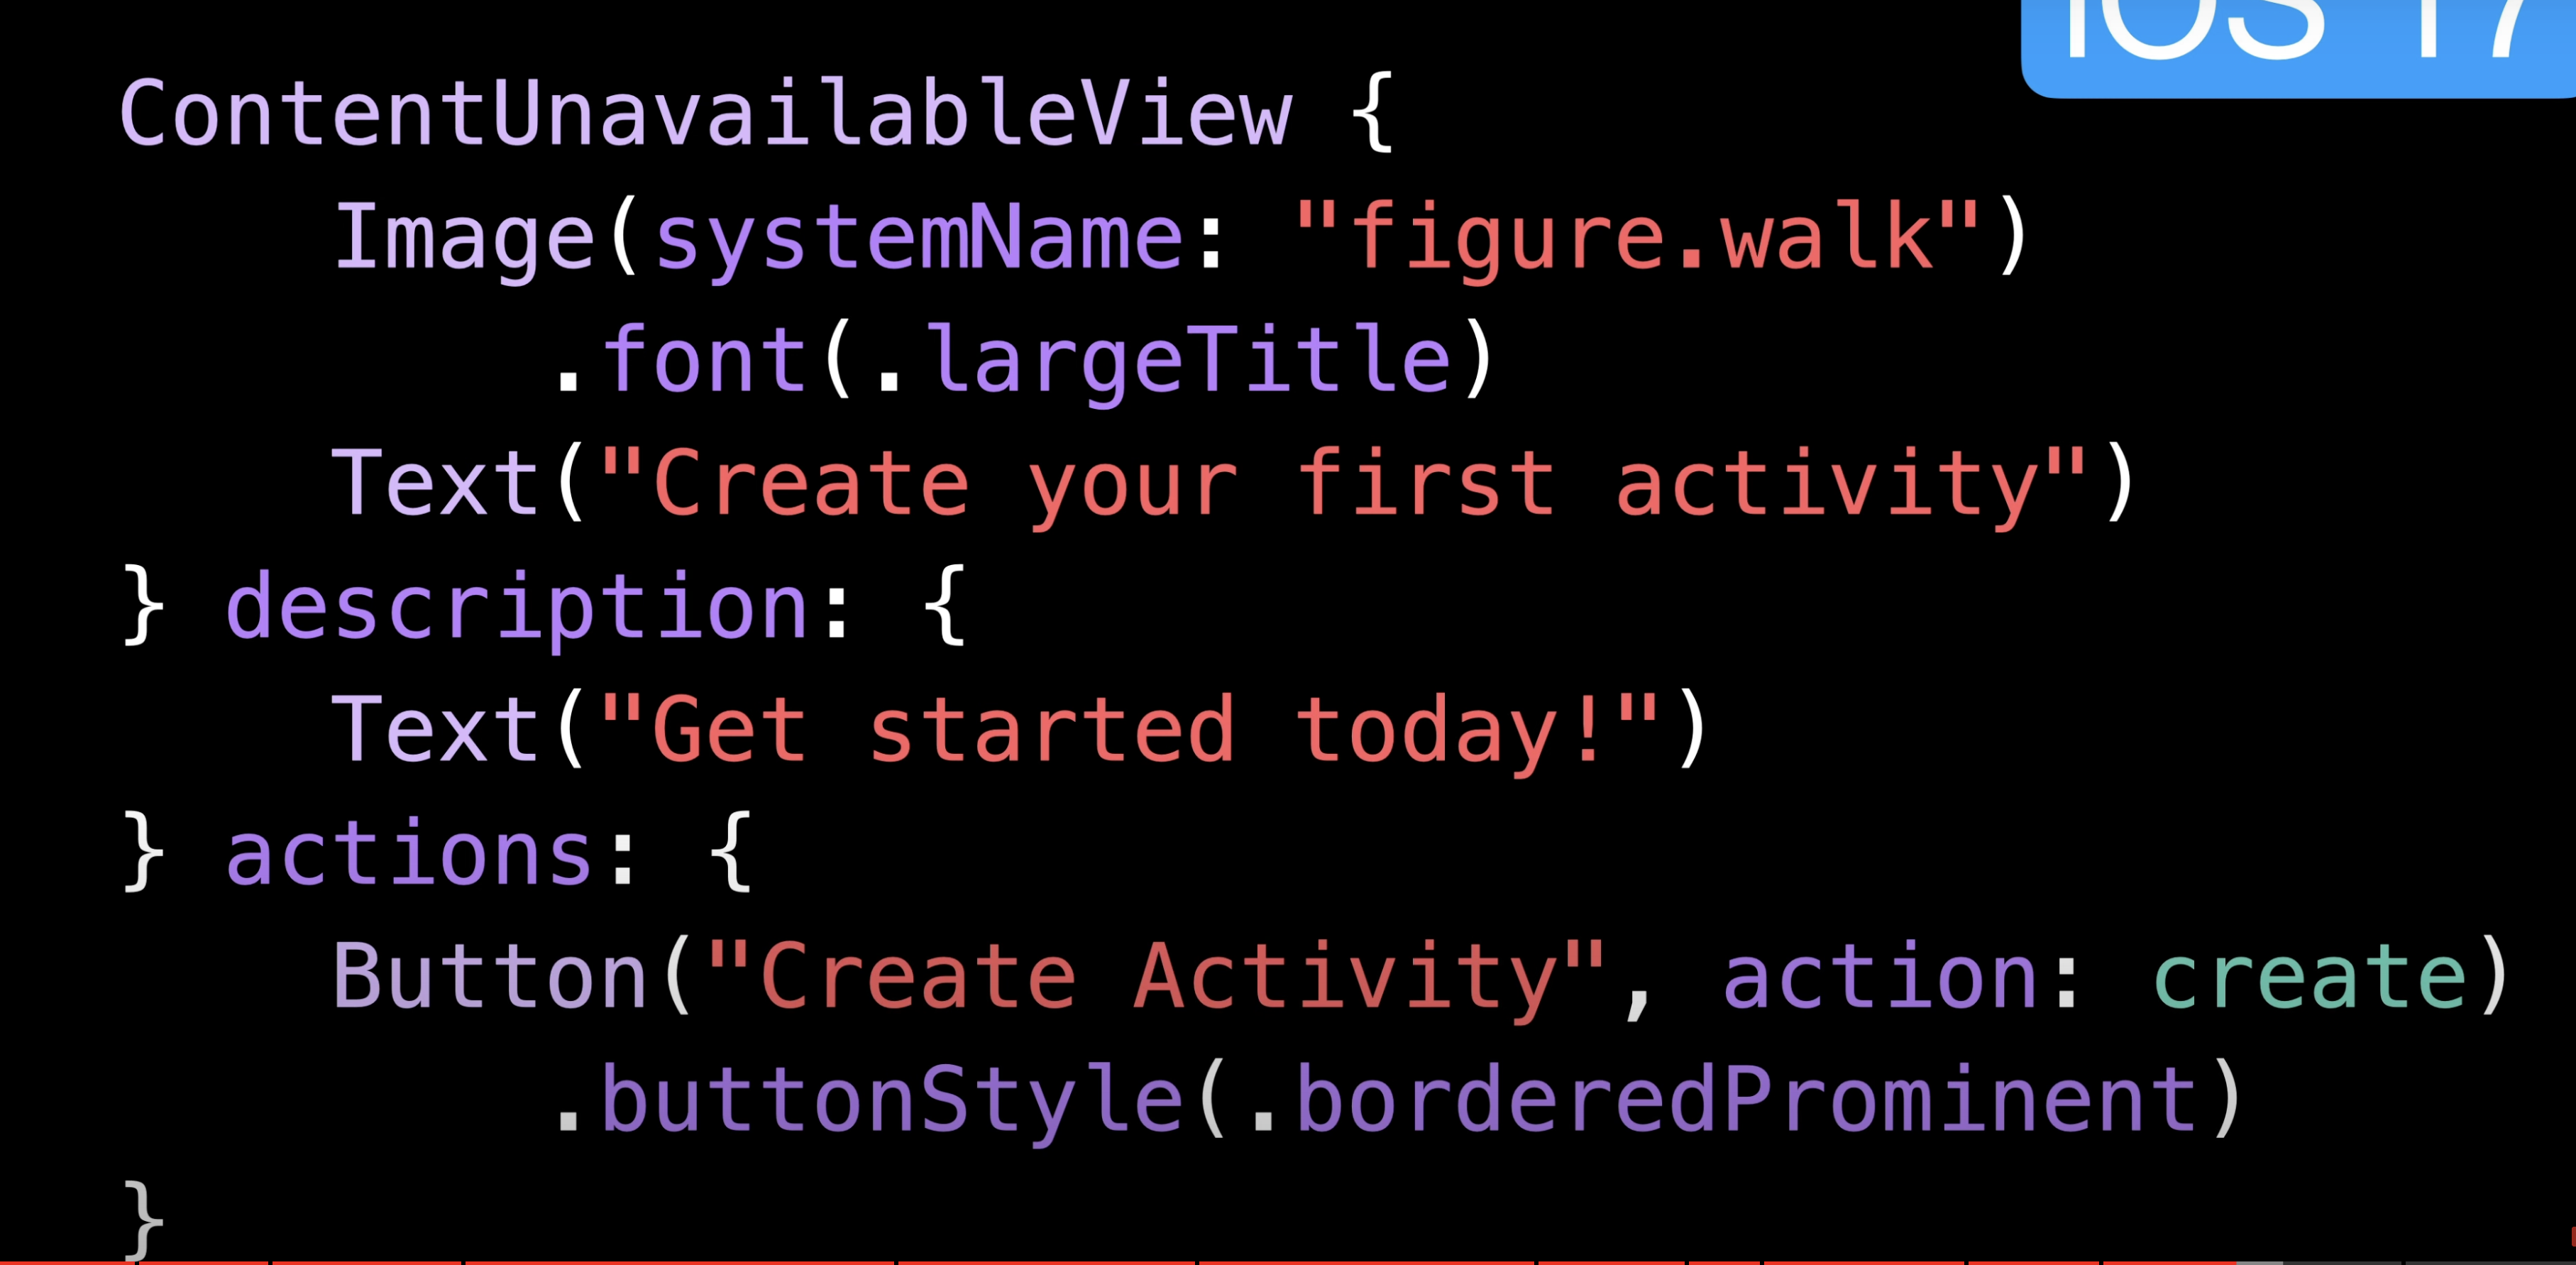 iOS 17
ContentUnavailableView {
    Image(systemName: "figure.walk")
        .font(.largeTitle)
    Text("Create your first activity")
} description: {
    Text("Get started today!")
} actions: {
    Button("Create Activity", action: create)
        .buttonStyle(.borderedProminent)
}